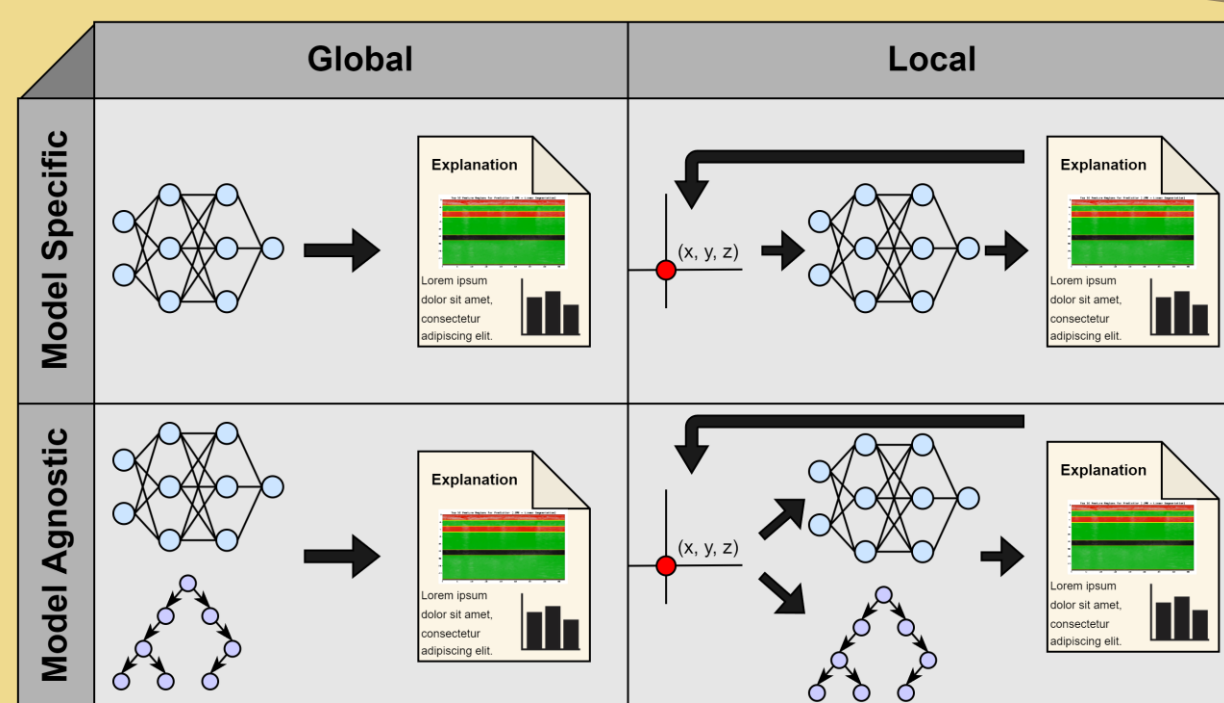 Global
Local
Model Specific
Explanation
Lorem ipsum
dolor sit amet,
consectetur
adipiscing elit.
(x, y, z)
Explanation
Lorem ipsum
dolor sit amet,
consectetur
adipiscing elit.
Model Agnostic
Explanation
Lorem ipsum
dolor sit amet,
consectetur
adipiscing elit.
(x, y, z)
Explanation
Lorem ipsum
dolor sit amet,
consectetur
adipiscing elit.